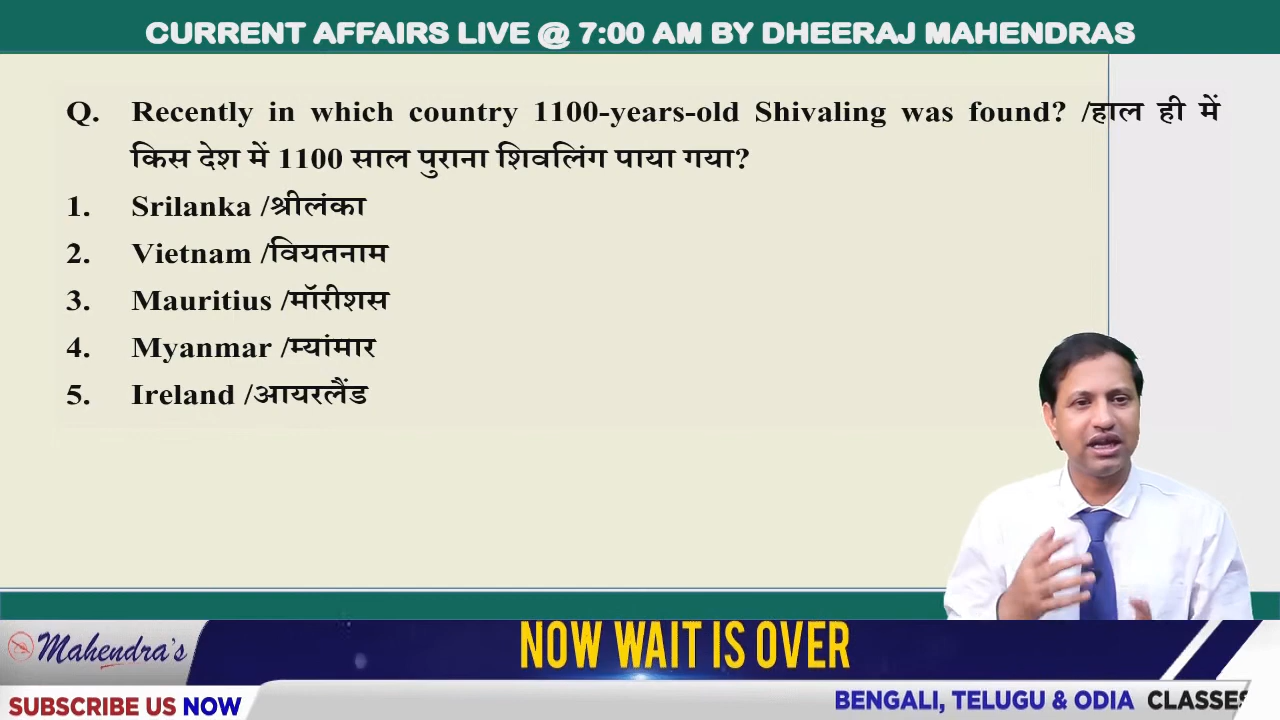 CURRENT AFFAIRS LIVE @ 7:00 AM BY DHEERAJ MAHENDRAS
Q. Recently in which country 1100-years-old Shivaling was found? /हाल ही में
किस देश में 1100 साल पुराना शिवलिंग पाया गया?
1. Srilanka /श्रीलंका
2. Vietnam /वियतनाम
3. Mauritius /मॉरीशस
4. Myanmar /म्यांमार
5. Ireland /आयरलैंड
Mahendra's
NOW WAIT IS OVER
SUBSCRIBE US NOW
BENGALI, TELUGU & ODIA CLASSES